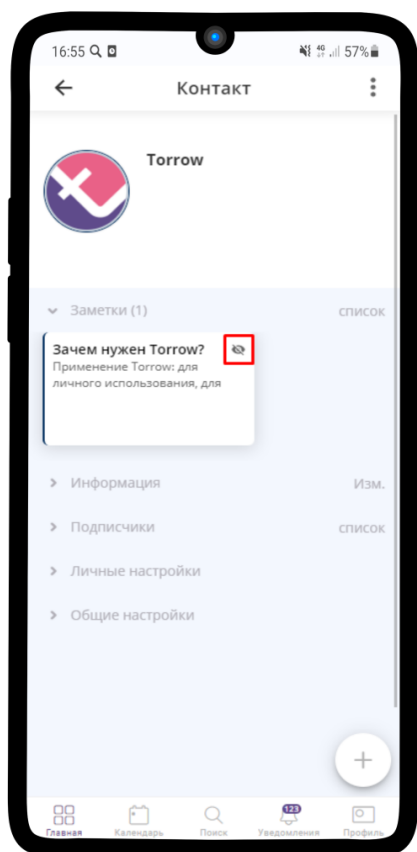 16:55
4G
57%
Контакт
Torrow
Заметки (1)
список
Зачем нужен Torrow?
Применение Torrow: для
личного использования, для
Информация
Изм.
Подписчики
список
Личные настройки
Общие настройки
123
Главная
Календарь
Поиск
Уведомления
Профиль